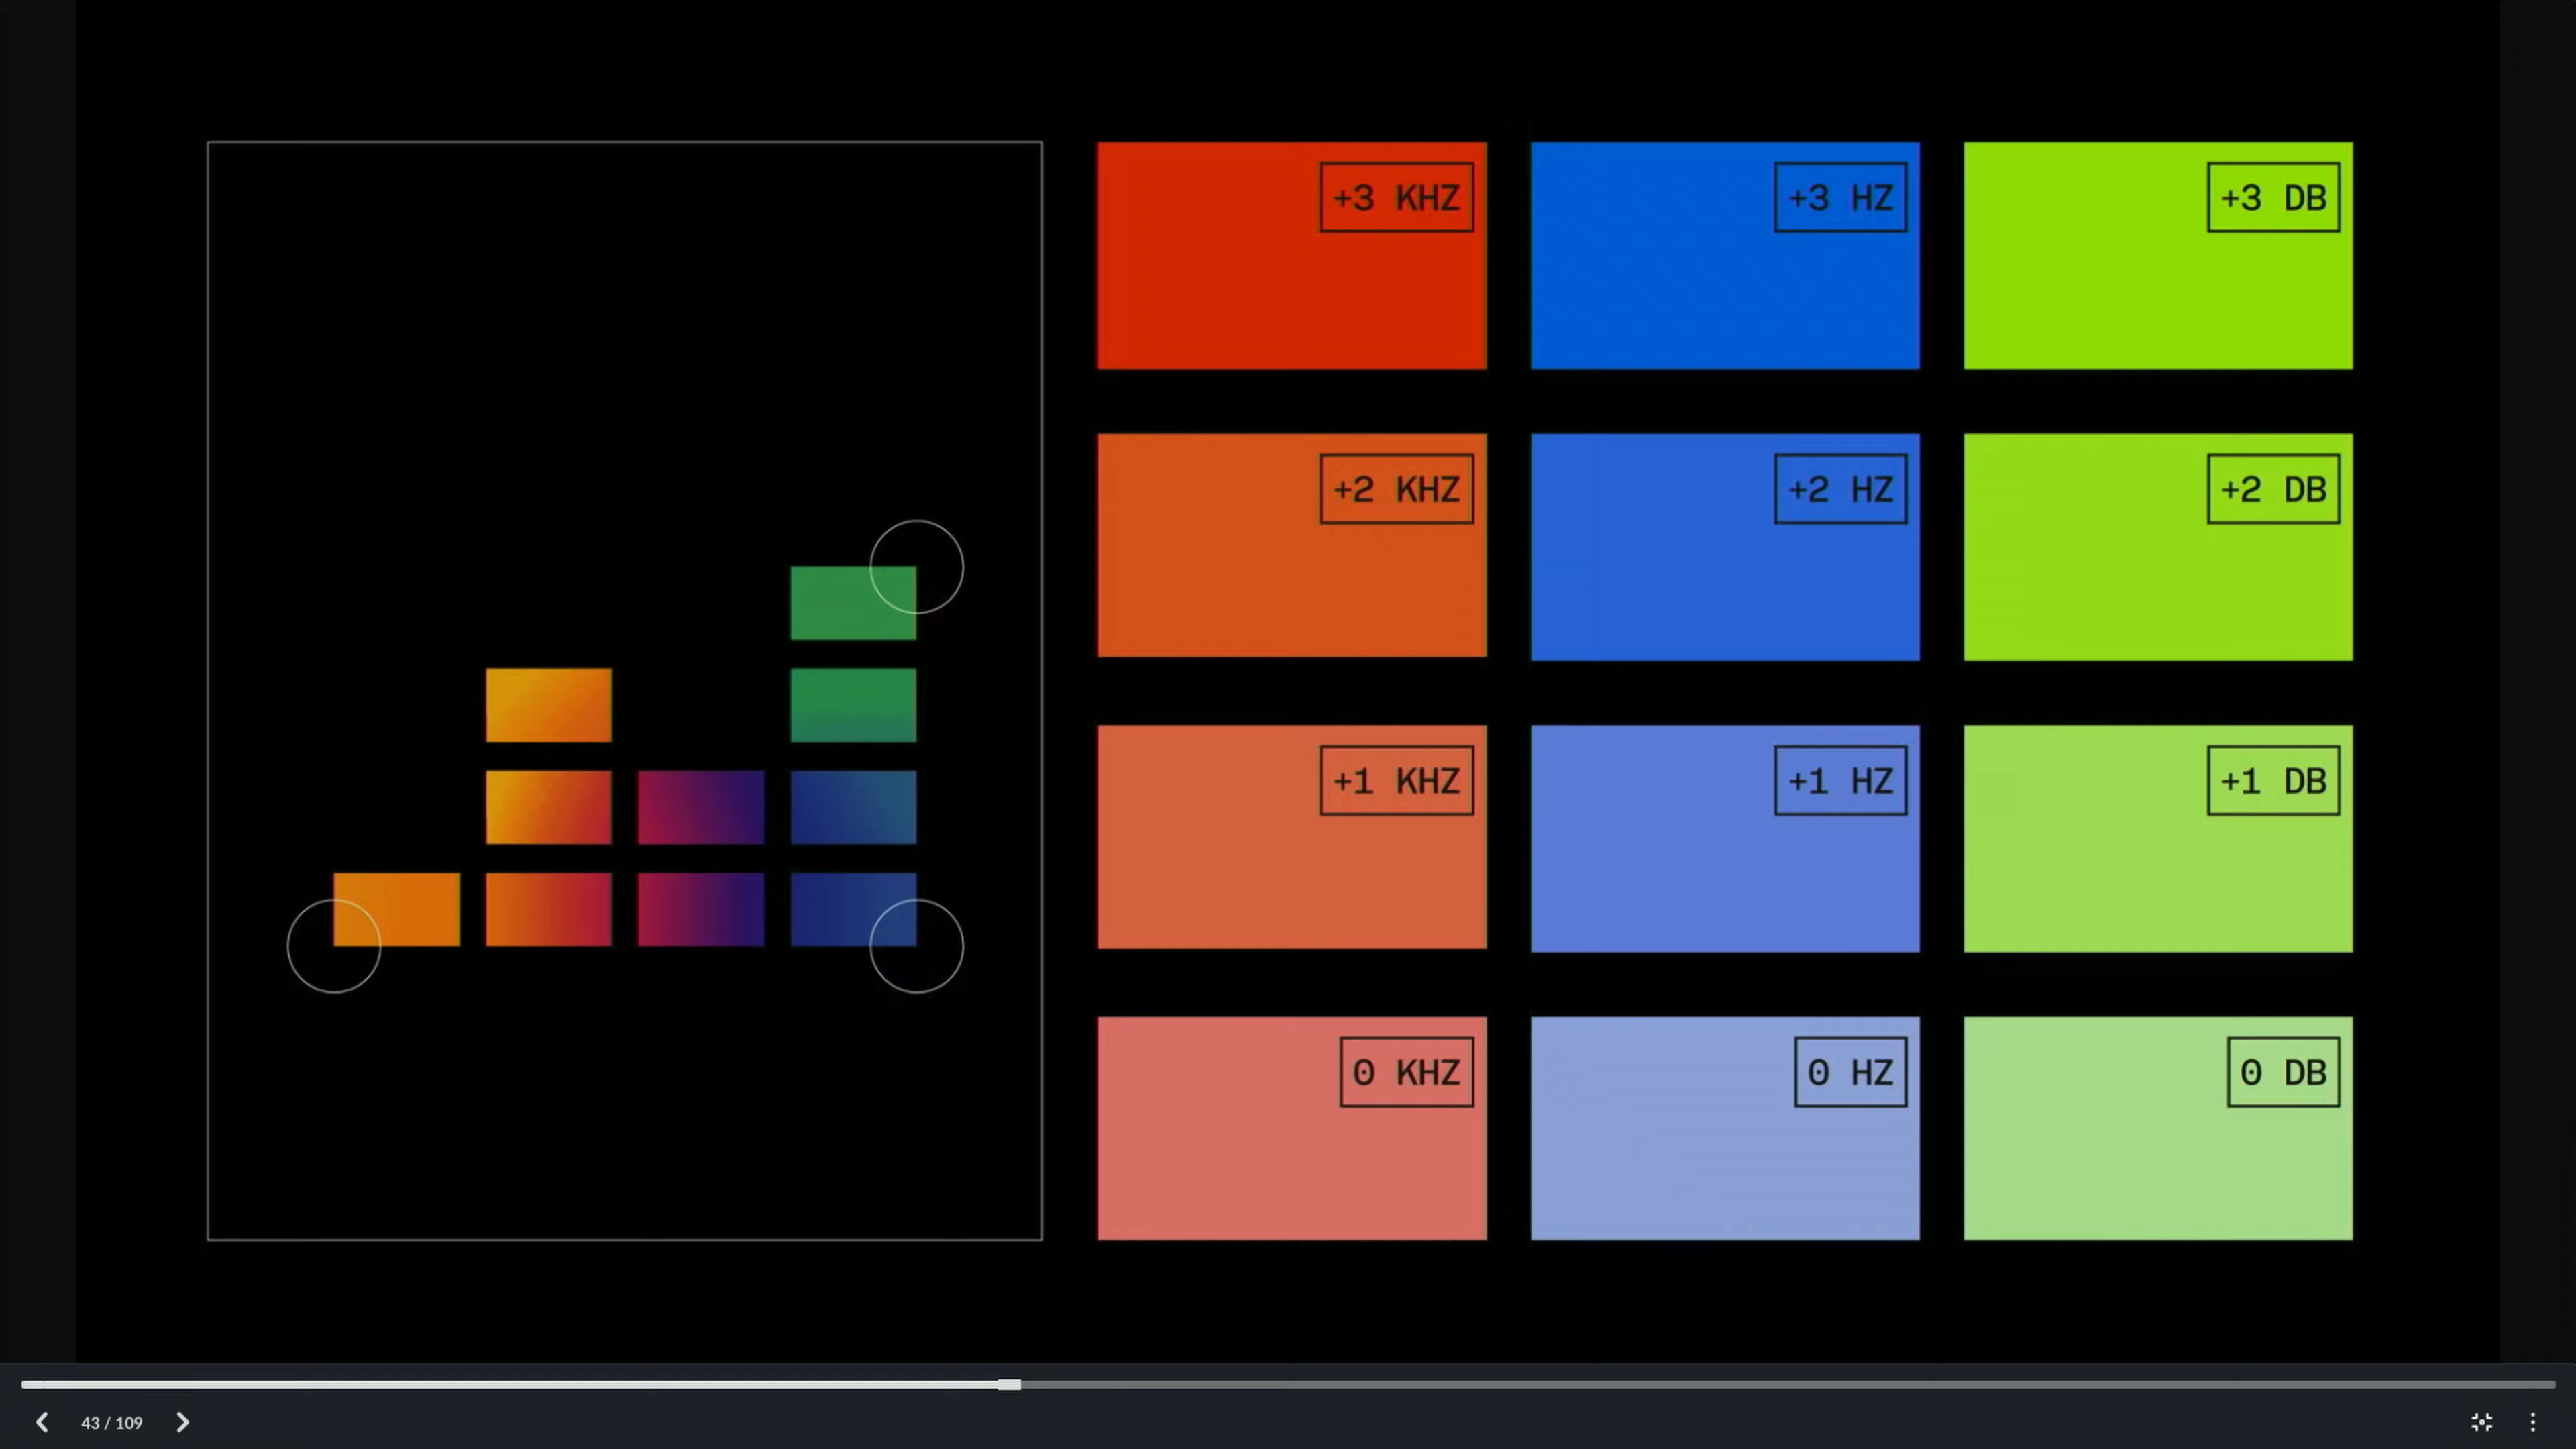 +3 KHZ +3 HZ +3 DB
+2 KHZ +2 HZ +2 DB
+1 KHZ +1 HZ +1 DB
0 KHZ 0 HZ 0 DB
43 / 109